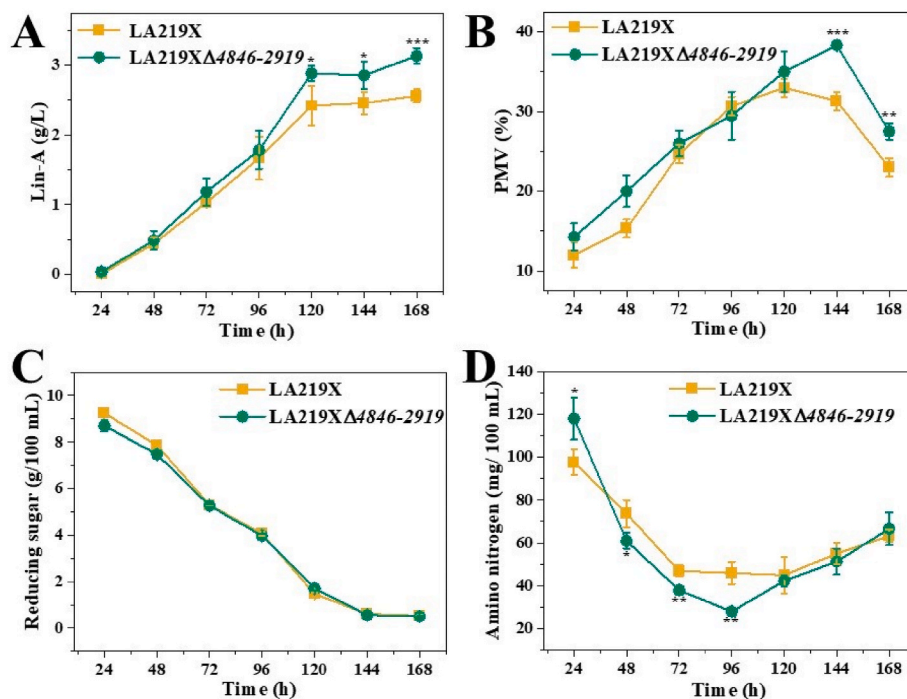 A
LA219X
LA219XΔ4846-2919
Lin-A (g/L)
3
2
1
0
*
*
***
24 48 72 96 120 144 168
Time (h)
B
LA219X
LA219XΔ4846-2919
PMV (%)
40
30
20
10
***
**
24 48 72 96 120 144 168
Time (h)
C
LA219X
LA219XΔ4846-2919
Reducing sugar (g/100 mL)
10
8
6
4
2
0
24 48 72 96 120 144 168
Time (h)
D
LA219X
LA219XΔ4846-2919
Amino nitrogen (mg/ 100 mL)
140
120
100
80
60
40
20
*
*
**
**
24 48 72 96 120 144 168
Time (h)